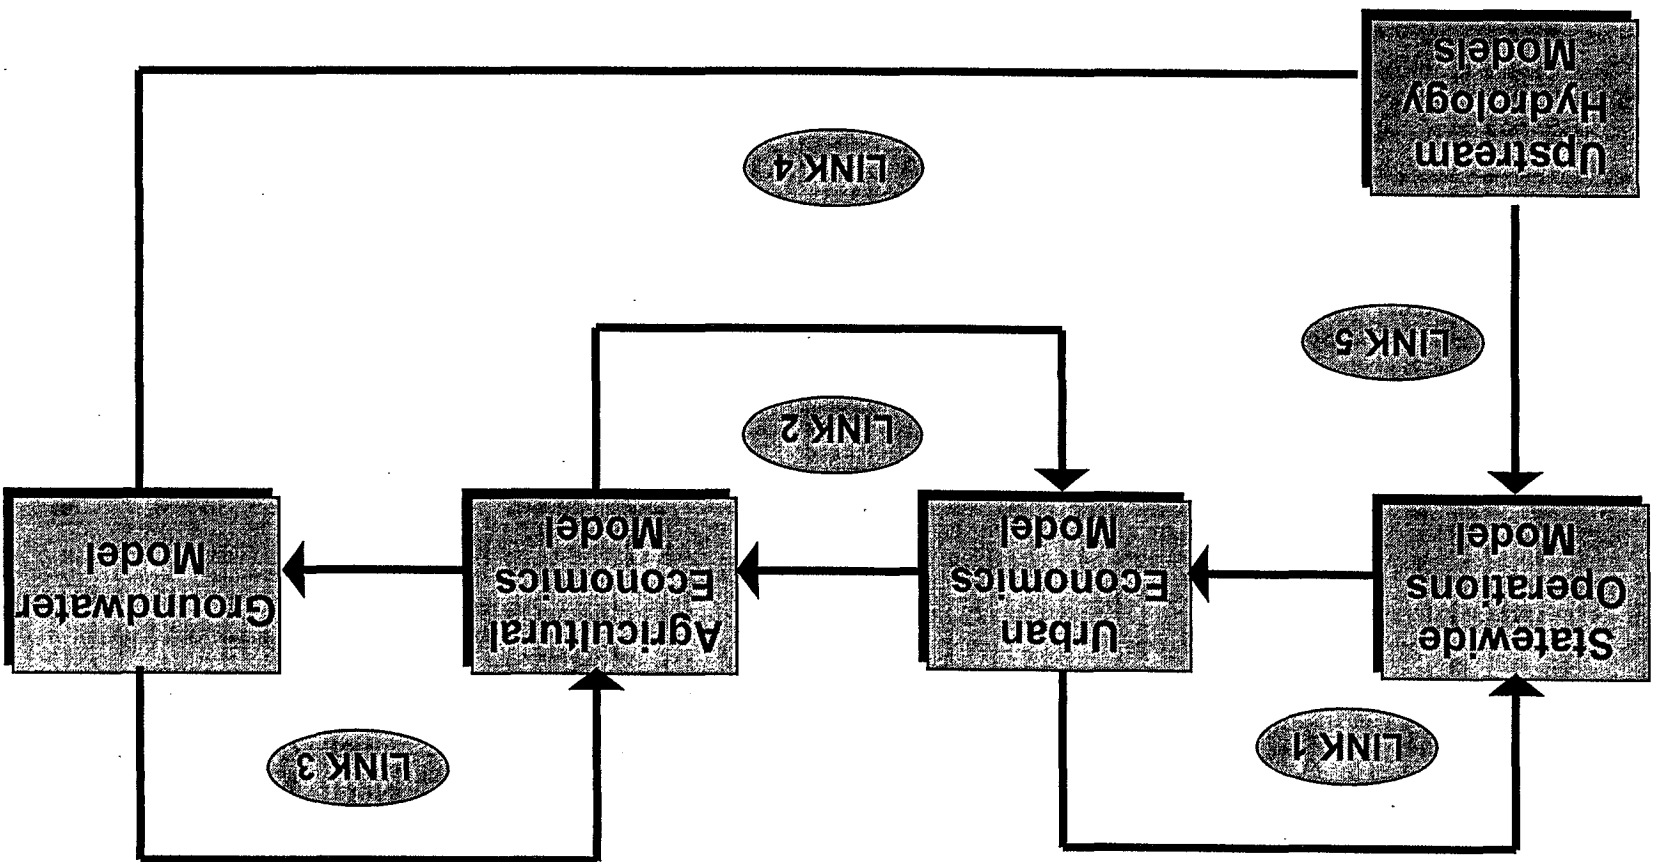 LINK 1
LINK 3
Statewide
Operations
Model
Urban
Economics
Model
Agricultural
Economics
Model
Groundwater
Model
LINK 2
LINK 5
LINK 4
Upstream
Hydrology
Models